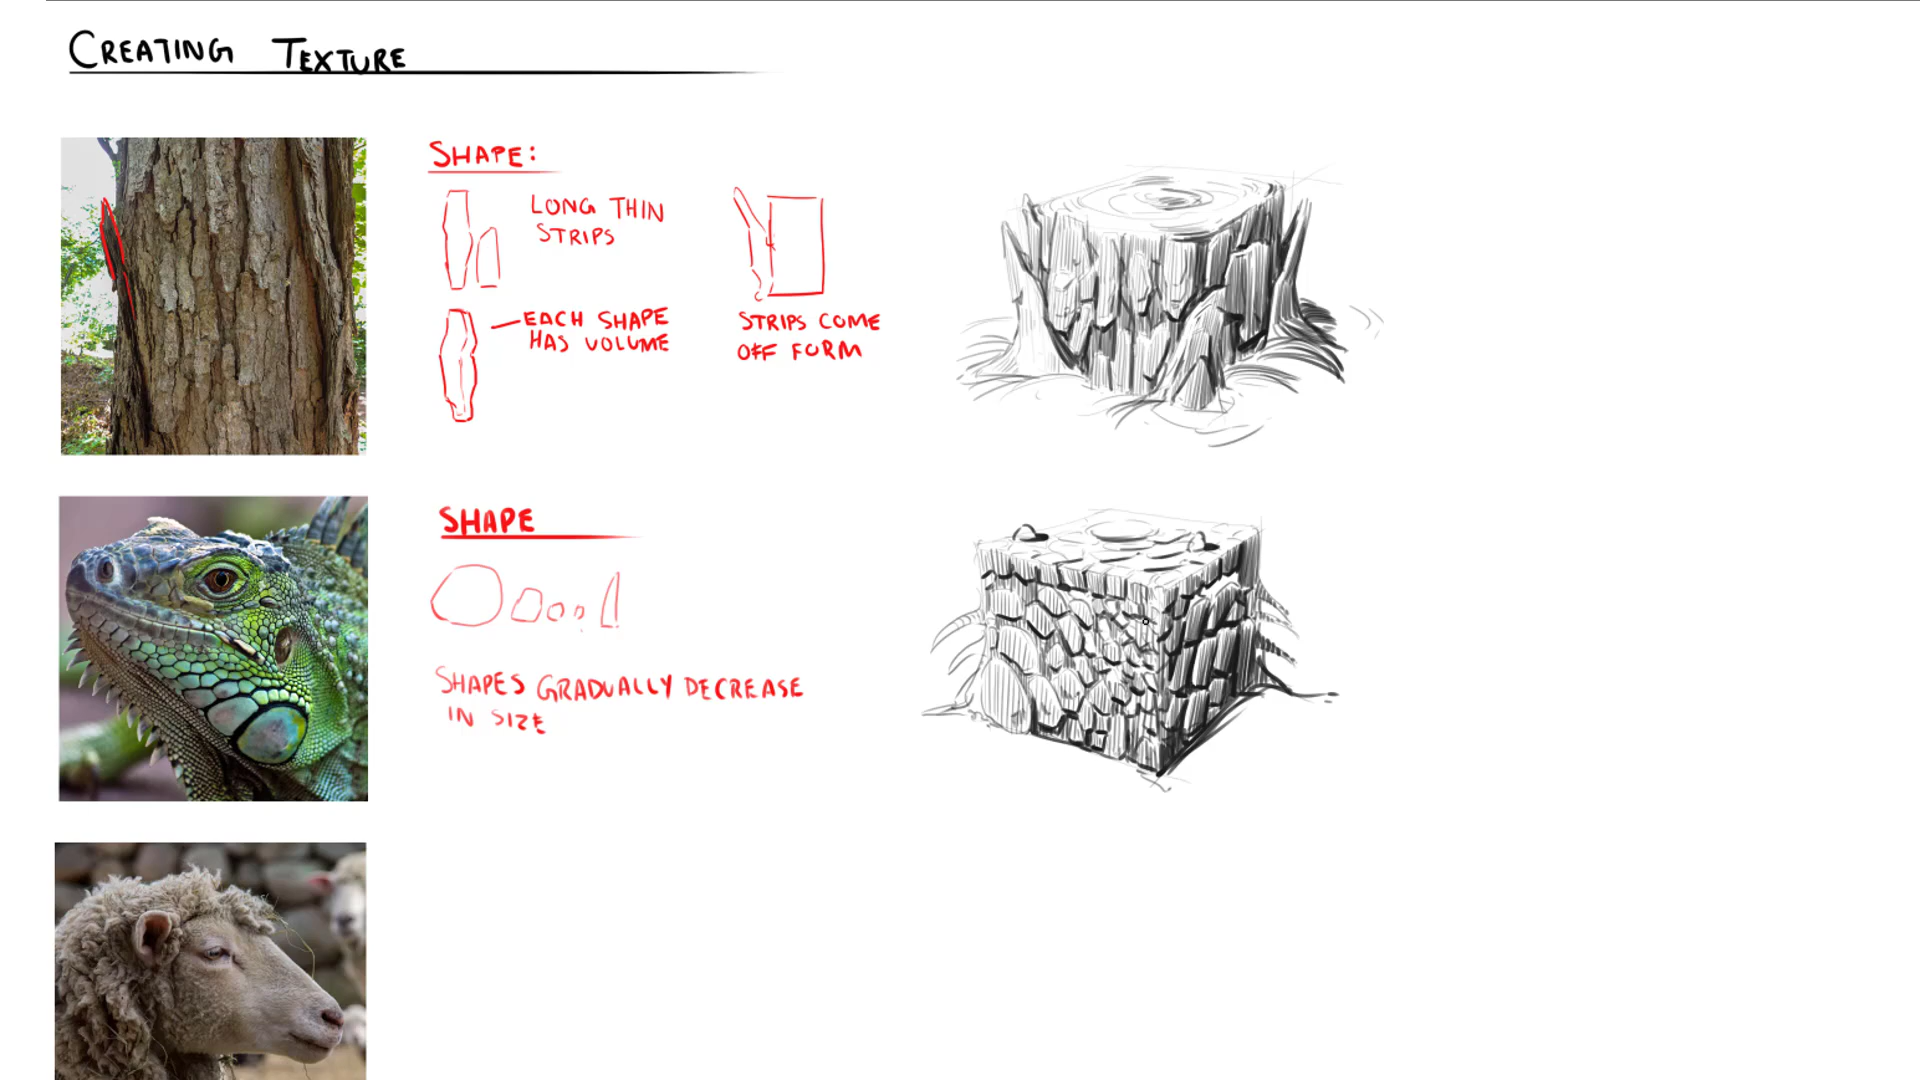 CREATING TEXTURE
SHAPE:
LONG THIN
STRIPS
EACH SHAPE
HAS VOLUME
STRIPS COME
OFF FORM
SHAPE
SHAPES GRADUALLY DECREASE
IN SIZE